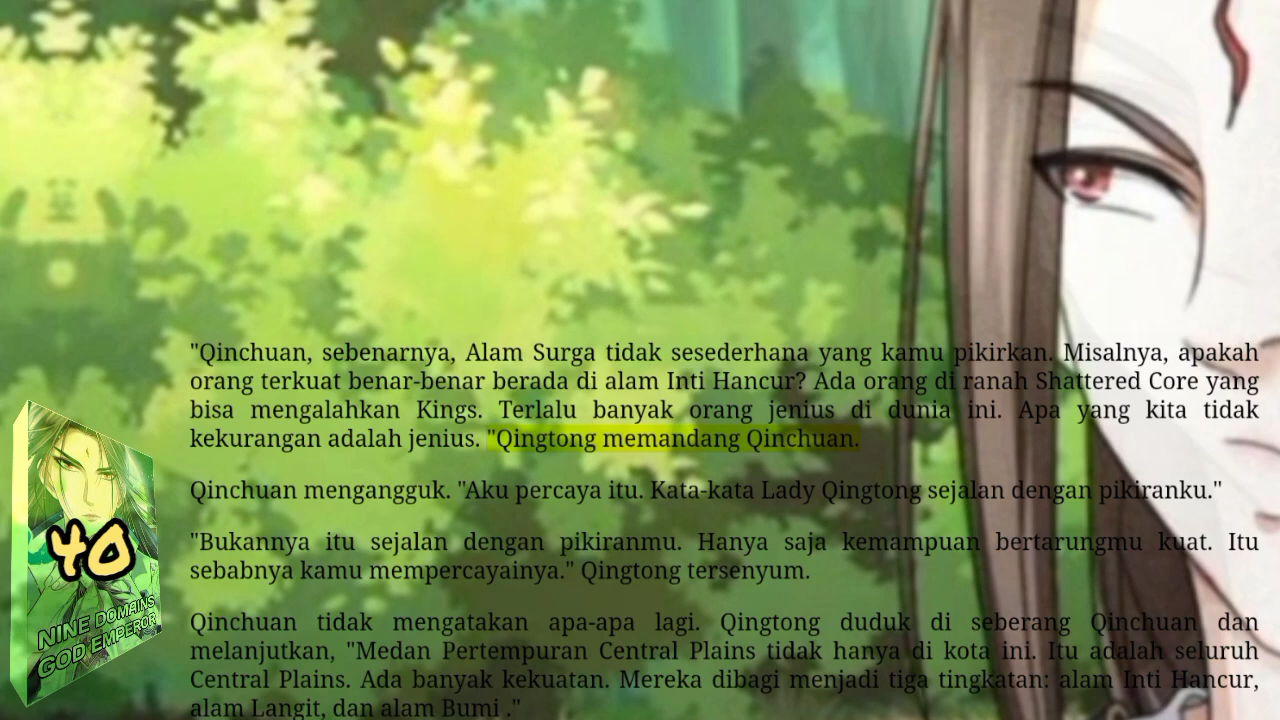 "Qinchuan, sebenarnya, Alam Surga tidak sesederhana yang kamu pikirkan. Misalnya, apakah
orang terkuat benar-benar berada di alam Inti Hancur? Ada orang di ranah Shattered Core yang
bisa mengalahkan Kings. Terlalu banyak orang jenius di dunia ini. Apa yang kita tidak
kekurangan adalah jenius. "Qingtong memandang Qinchuan.
Qinchuan mengangguk. "Aku percaya itu. Kata-kata Lady Qingtong sejalan dengan pikiranku."
"Bukannya itu sejalan dengan pikiranmu. Hanya saja kemampuan bertarungmu kuat. Itu
sebabnya kamu mempercayainya." Qingtong tersenyum.
Qinchuan tidak mengatakan apa-apa lagi. Qingtong duduk di seberang Qinchuan dan
melanjutkan, "Medan Pertempuran Central Plains tidak hanya di kota ini. Itu adalah seluruh
Central Plains. Ada banyak kekuatan. Mereka dibagi menjadi tiga tingkatan: alam Inti Hancur,
alam Langit, dan alam Bumi ."
40
NINE DOMAINS
GOD EMPEROR